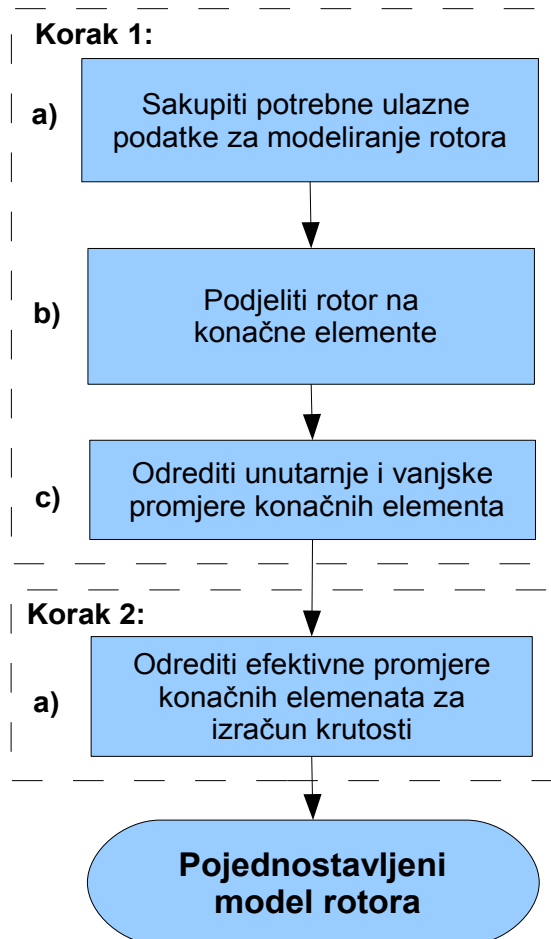 Korak 1:
a)
Sakupiti potrebne ulazne
podatke za modeliranje rotora
b)
Podjeliti rotor na
konačne elemente
c)
Odrediti unutarnje i vanjske
promjere konačnih elementa
Korak 2:
a)
Odrediti efektivne promjere
konačnih elemenata za
izračun krutosti
Pojednostavljeni
model rotora